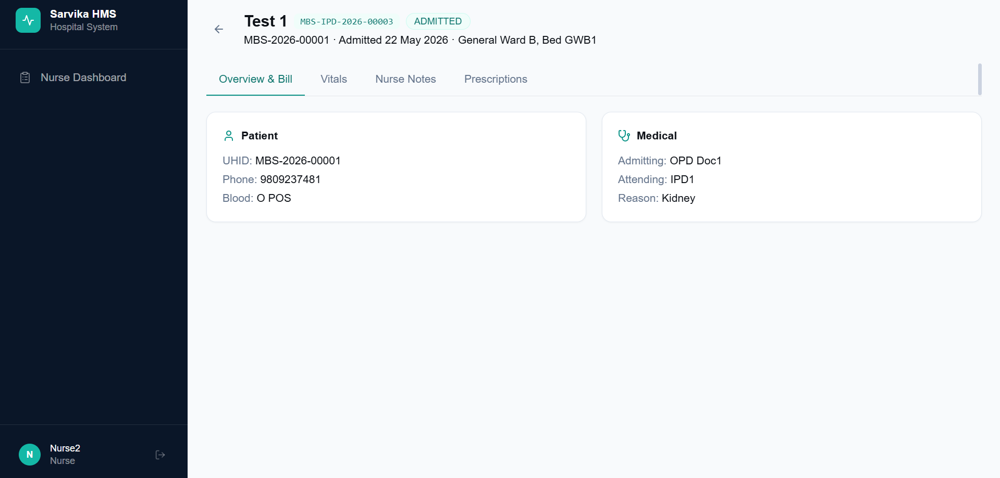 Sarvika HMS
Hospital System
Nurse Dashboard
Nurse2
Nurse
N
Test 1 MBS-IPD-2026-00003 ADMITTED
MBS-2026-00001 · Admitted 22 May 2026 · General Ward B, Bed GWB1
Overview & Bill Vitals Nurse Notes Prescriptions
Patient
UHID: MBS-2026-00001
Phone: 9809237481
Blood: O POS
Medical
Admitting: OPD Doc1
Attending: IPD1
Reason: Kidney